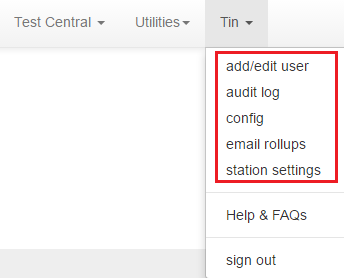 Test Central Utilities Tin
add/edit user
audit log
config
email rollups
station settings
Help & FAQs
sign out